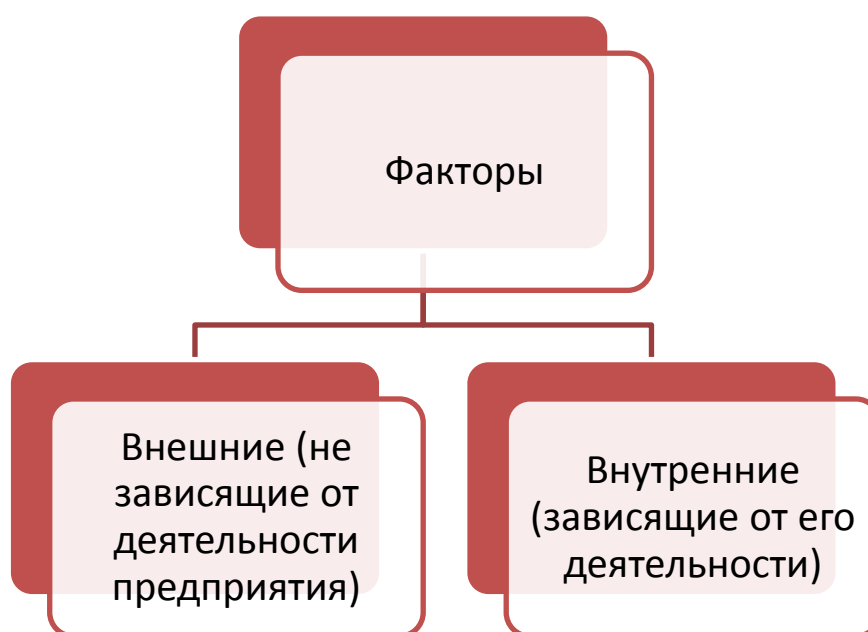 Факторы
Внешние (не
зависящие от
деятельности
предприятия)
Внутренние
(зависящие от его
деятельности)